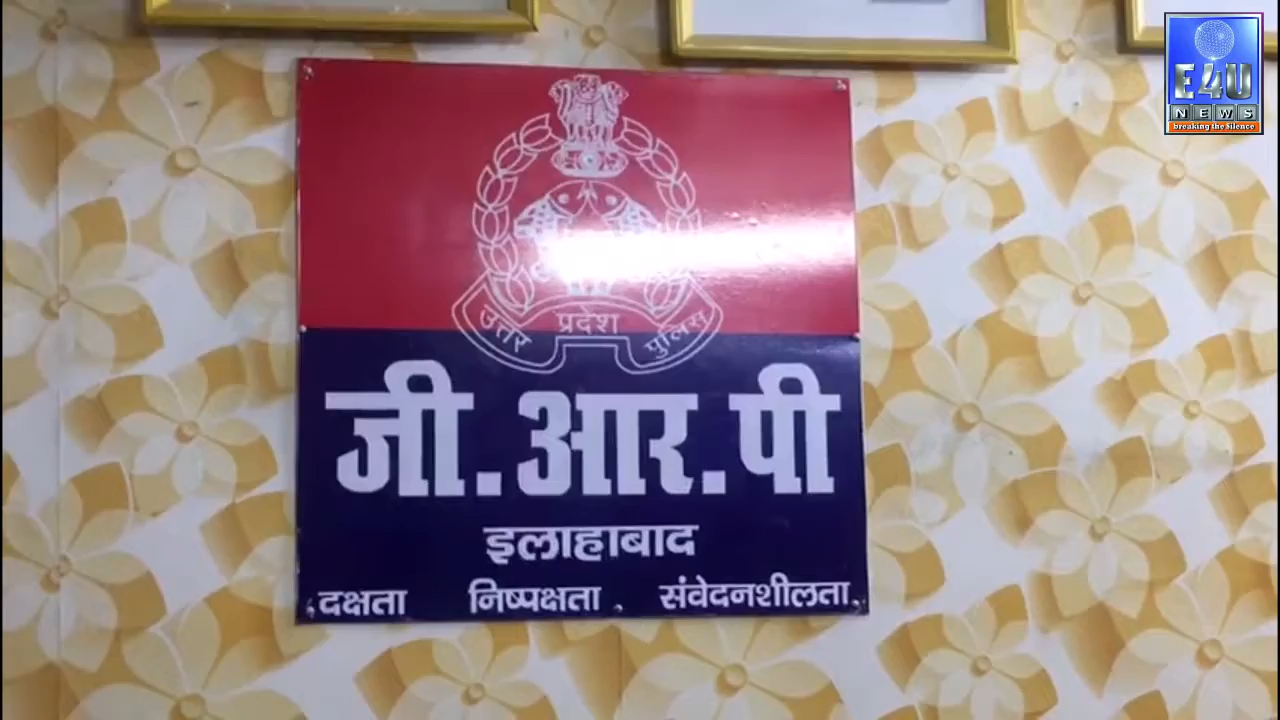 E4U
NEWS
breaking the Silence
उत्तर प्रदेश पुलिस
जी.आर.पी
इलाहाबाद
दक्षता निष्पक्षता संवेदनशीलता